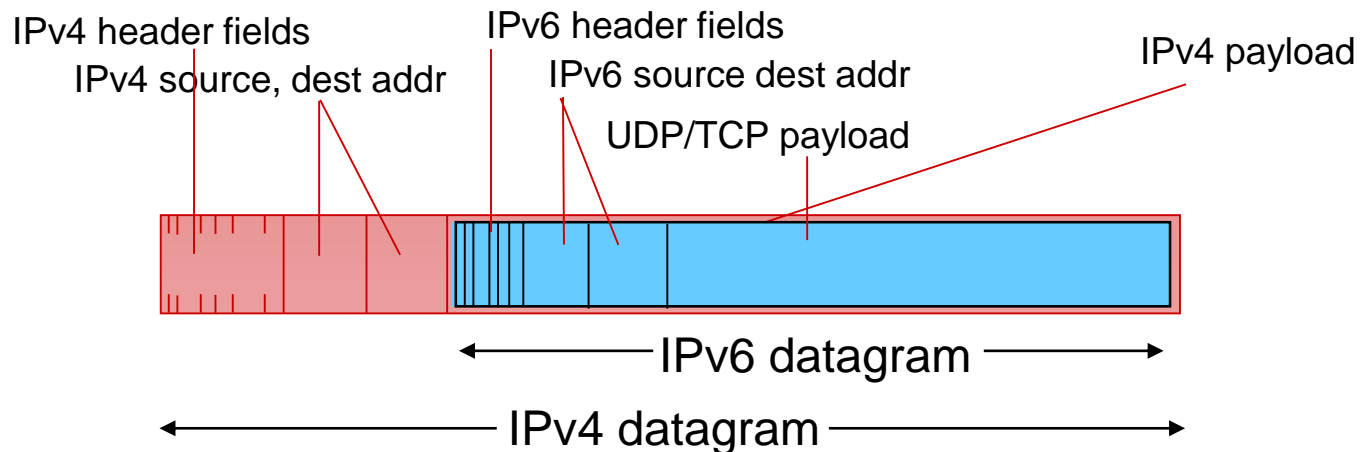 IPv4 header fields
IPv6 header fields
IPv4 payload
IPv4 source, dest addr
IPv6 source dest addr
UDP/TCP payload
IPv6 datagram
IPv4 datagram